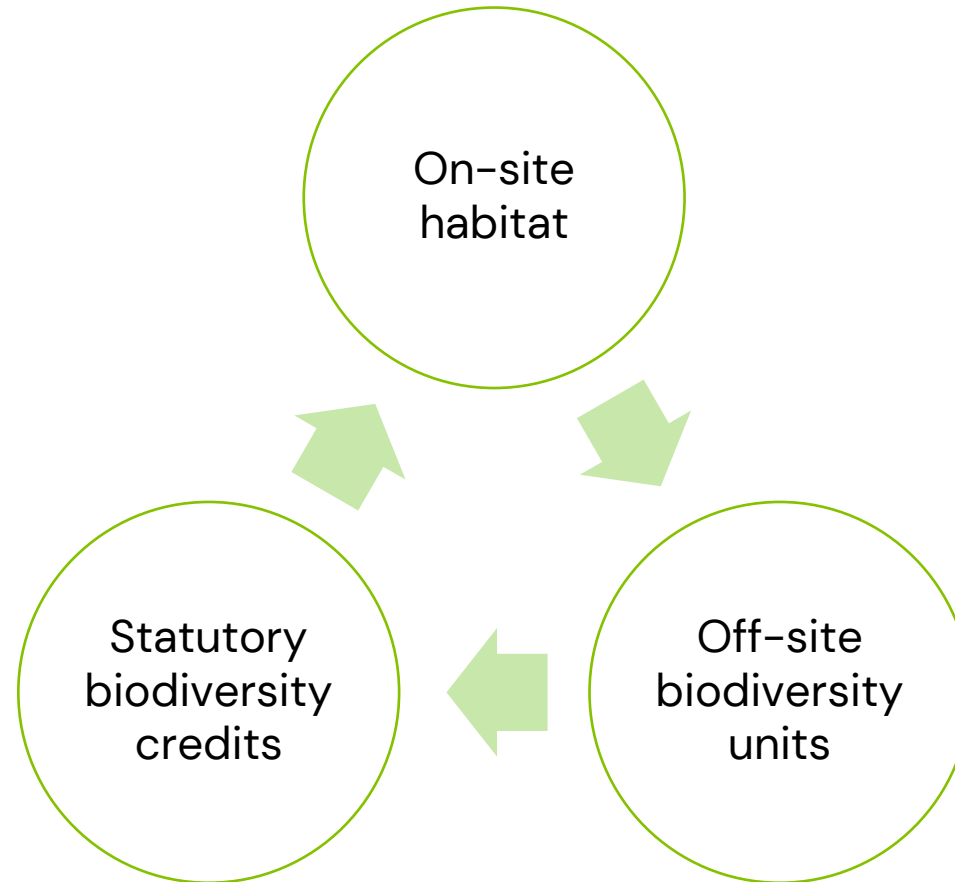 On-site
habitat
Off-site
biodiversity
units
Statutory
biodiversity
credits